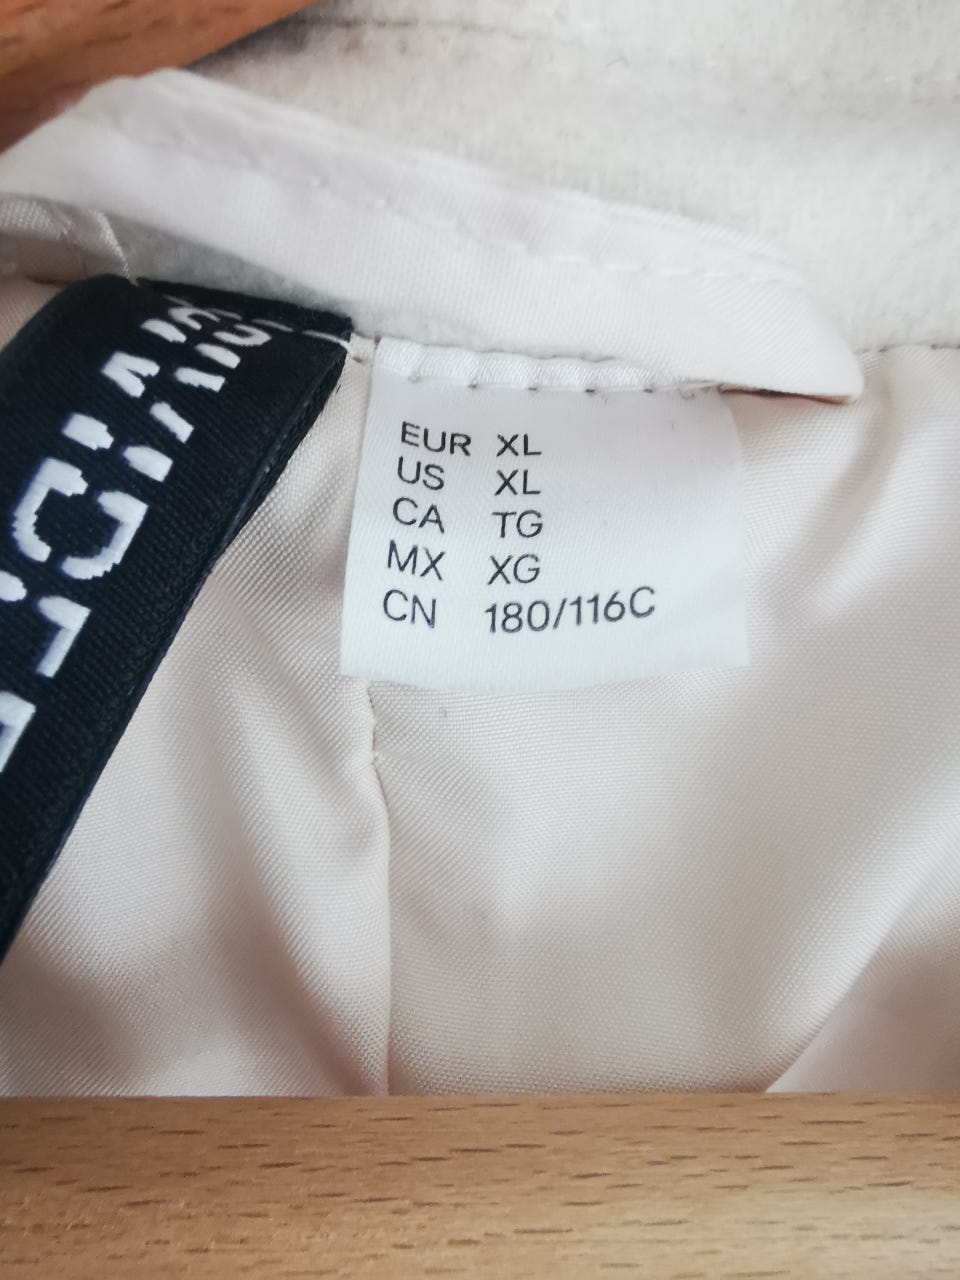 EUR XL
US XL
CA TG
MX XG
CN 180/116C